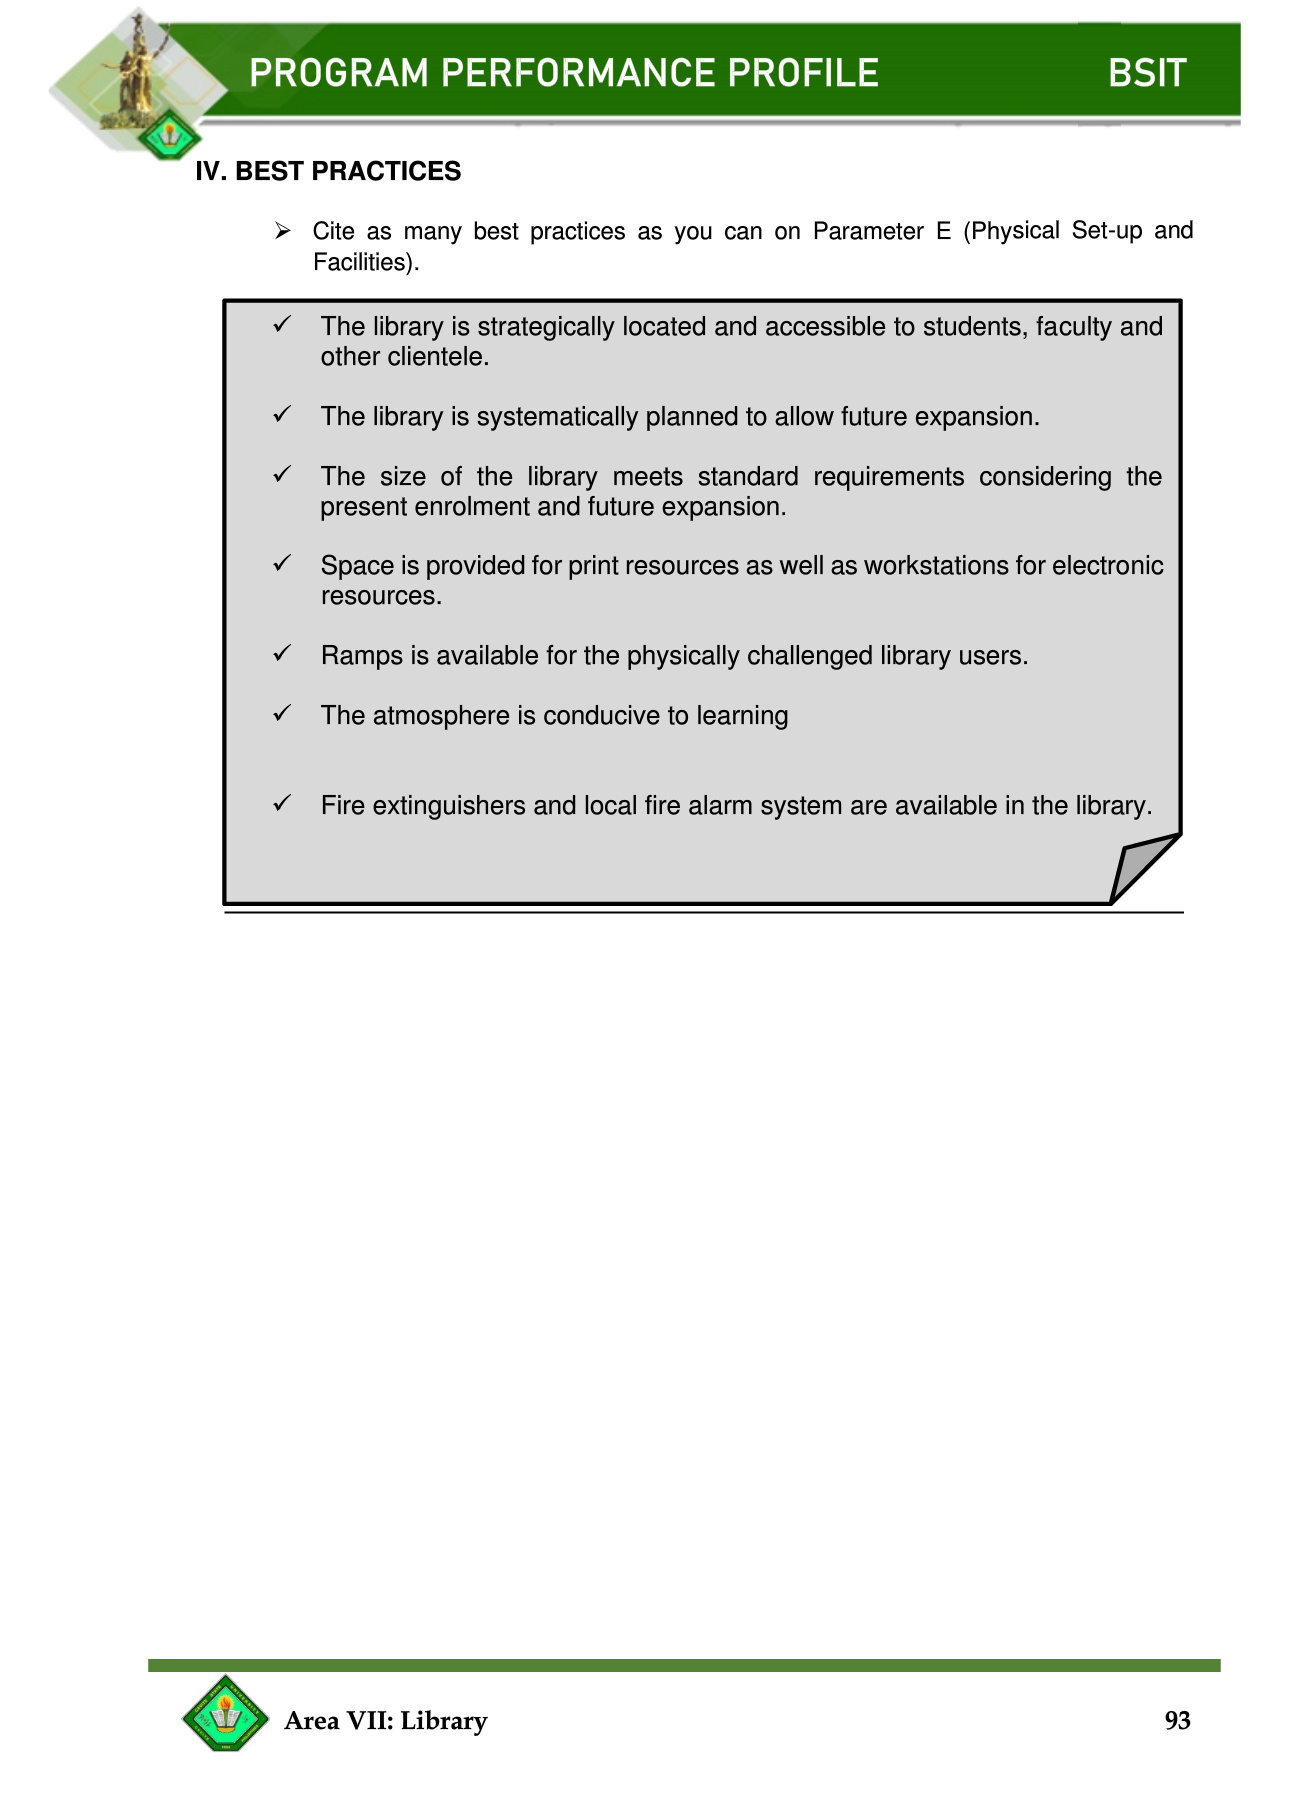 PROGRAM PERFORMANCE PROFILE BSIT
IV. BEST PRACTICES
➢ Cite as many best practices as you can on Parameter E (Physical Set-up and
Facilities).
✓ The library is strategically located and accessible to students, faculty and
other clientele.
✓ The library is systematically planned to allow future expansion.
✓ The size of the library meets standard requirements considering the
present enrolment and future expansion.
✓ Space is provided for print resources as well as workstations for electronic
resources.
✓ Ramps is available for the physically challenged library users.
✓ The atmosphere is conducive to learning
✓ Fire extinguishers and local fire alarm system are available in the library.
Area VII: Library 93